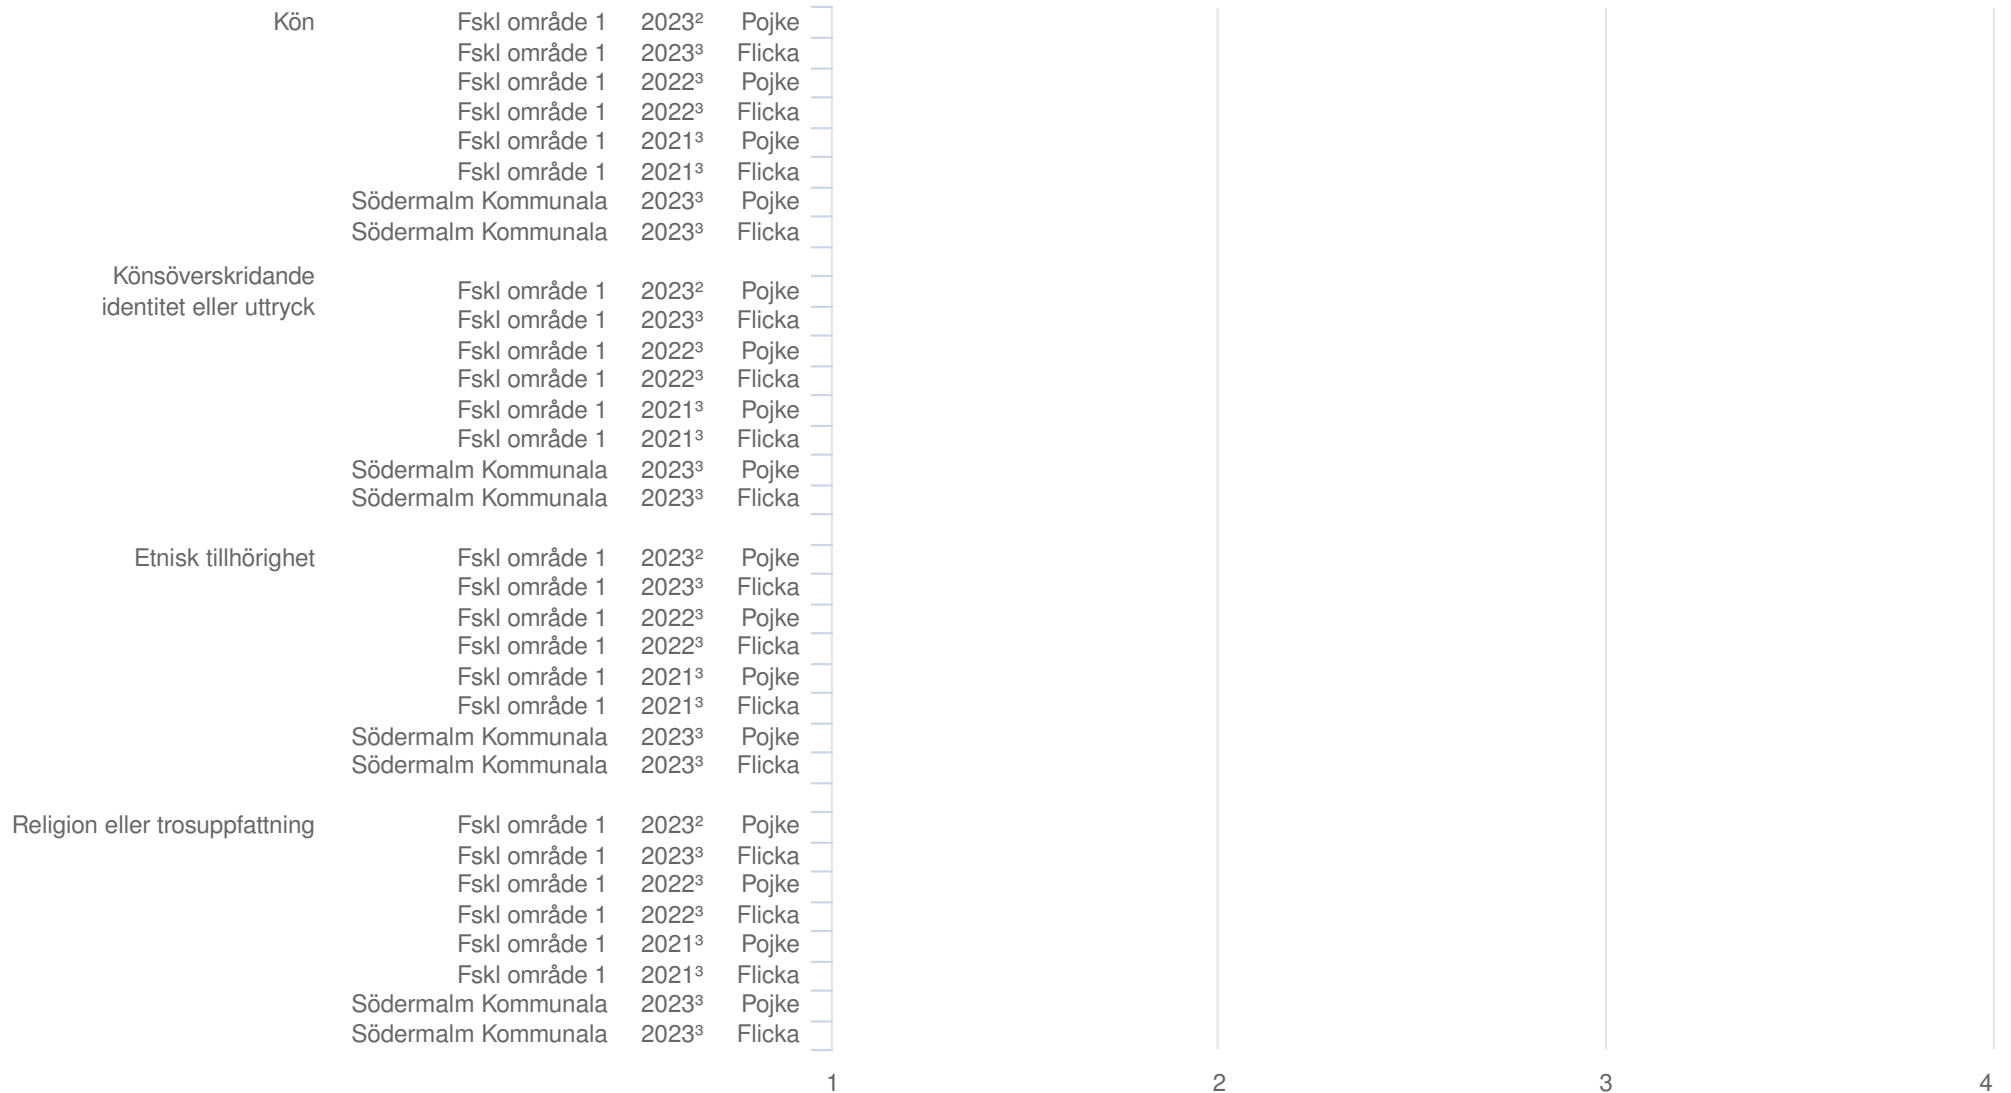 Kön Fskl område 1 2023² Pojke
Fskl område 1 2023³ Flicka
Fskl område 1 2022³ Pojke
Fskl område 1 2022³ Flicka
Fskl område 1 2021³ Pojke
Fskl område 1 2021³ Flicka
Södermalm Kommunala 2023³ Pojke
Södermalm Kommunala 2023³ Flicka
Könsöverskridande
identitet eller uttryck
Fskl område 1 2023² Pojke
Fskl område 1 2023³ Flicka
Fskl område 1 2022³ Pojke
Fskl område 1 2022³ Flicka
Fskl område 1 2021³ Pojke
Fskl område 1 2021³ Flicka
Södermalm Kommunala 2023³ Pojke
Södermalm Kommunala 2023³ Flicka
Etnisk tillhörighet Fskl område 1 2023² Pojke
Fskl område 1 2023³ Flicka
Fskl område 1 2022³ Pojke
Fskl område 1 2022³ Flicka
Fskl område 1 2021³ Pojke
Fskl område 1 2021³ Flicka
Södermalm Kommunala 2023³ Pojke
Södermalm Kommunala 2023³ Flicka
Religion eller trosuppfattning Fskl område 1 2023² Pojke
Fskl område 1 2023³ Flicka
Fskl område 1 2022³ Pojke
Fskl område 1 2022³ Flicka
Fskl område 1 2021³ Pojke
Fskl område 1 2021³ Flicka
Södermalm Kommunala 2023³ Pojke
Södermalm Kommunala 2023³ Flicka
1 2 3 4